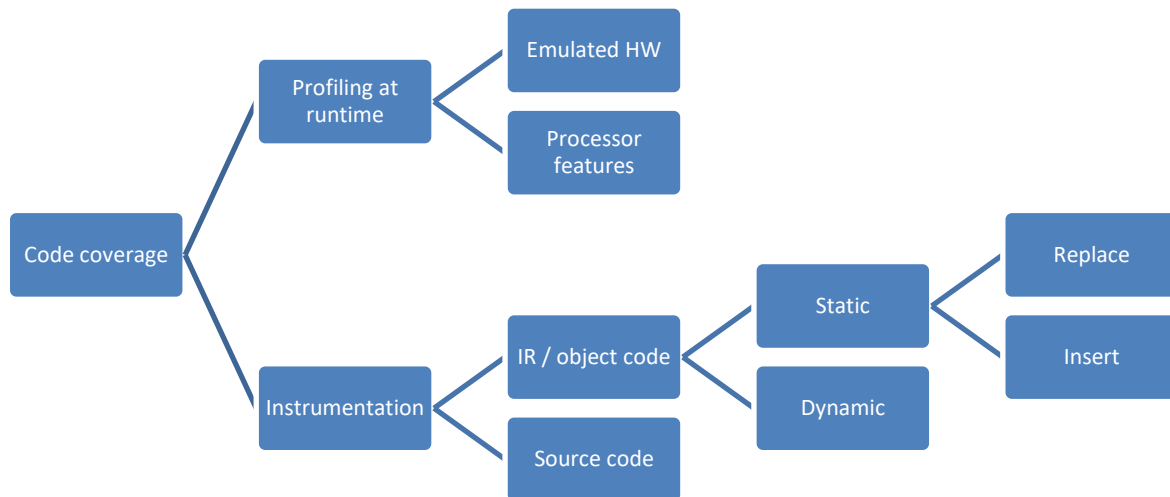 Code coverage
Profiling at
runtime
Emulated HW
Processor
features
Instrumentation
IR / object code
Static
Replace
Insert
Dynamic
Source code